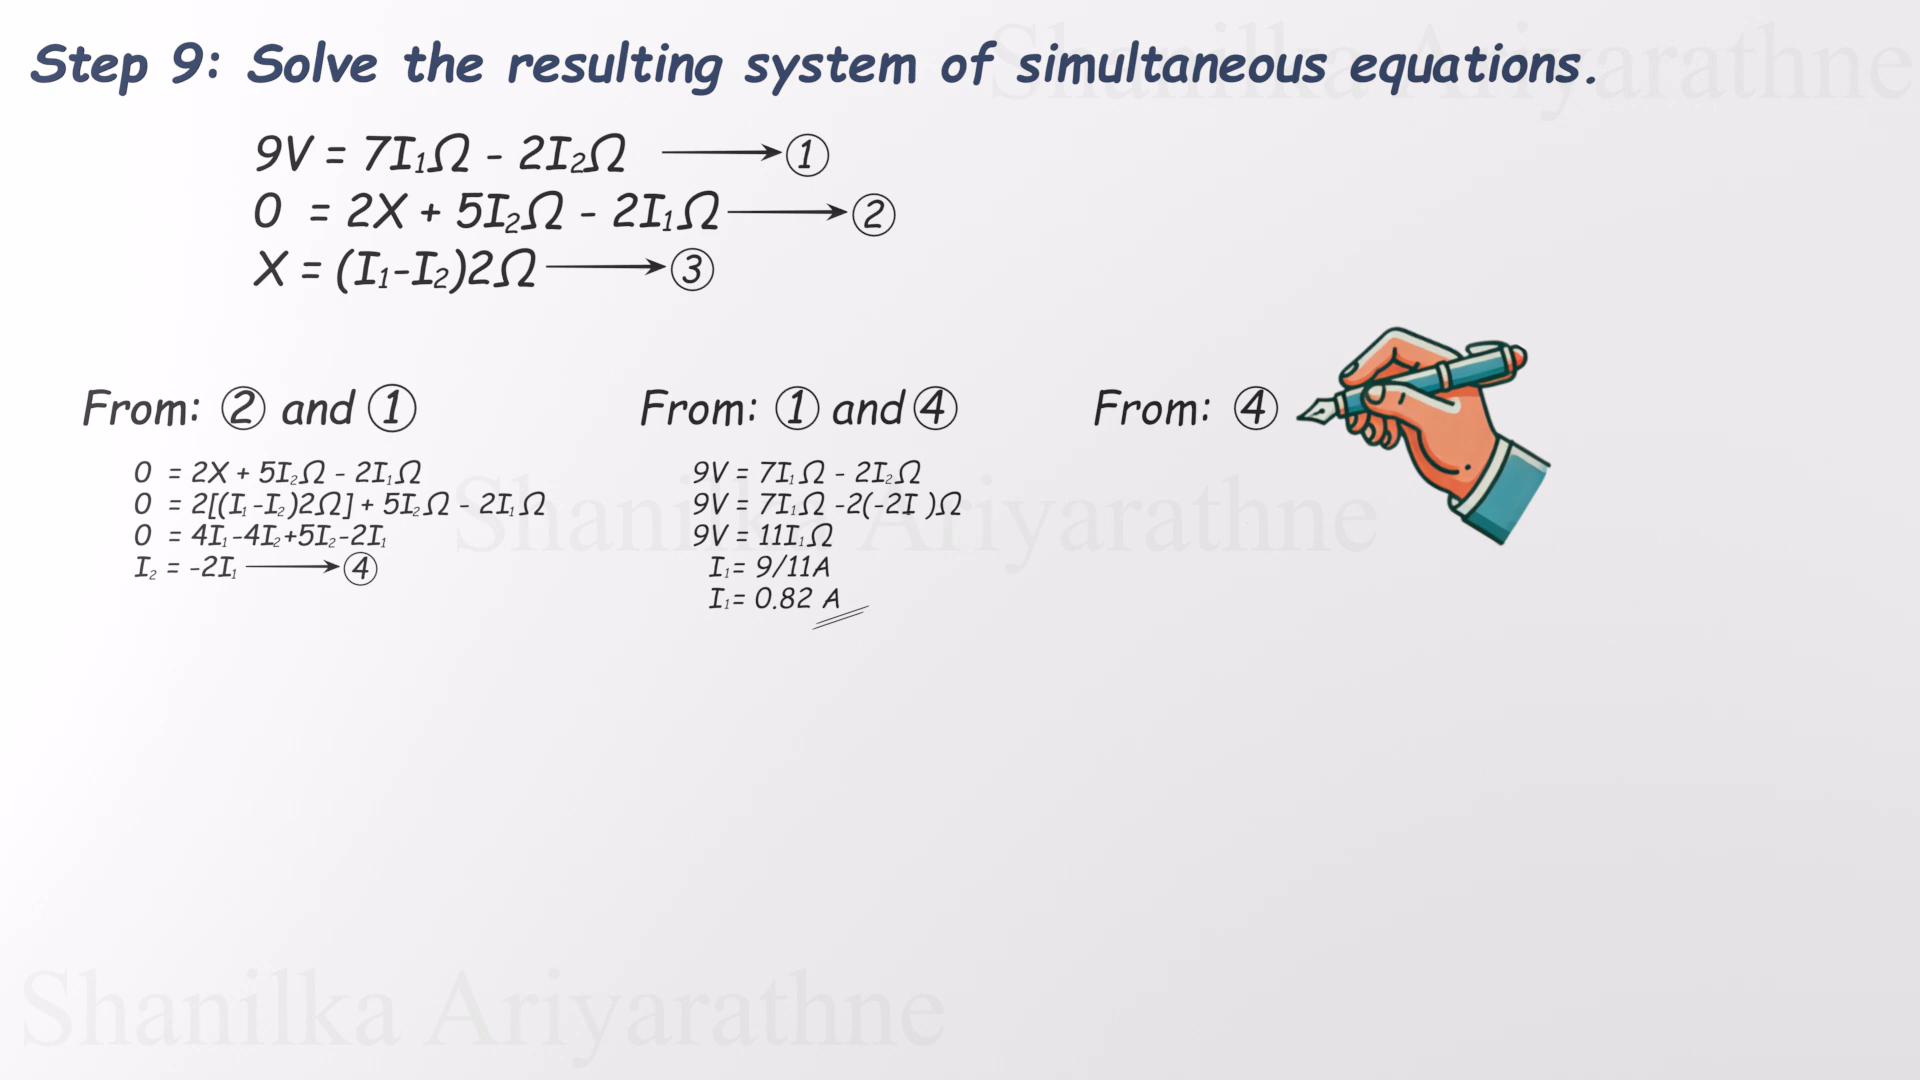 Step 9: Solve the resulting system of simultaneous equations.
9V = 7I₁Ω - 2I₂Ω ⟶ ①
0 = 2X + 5I₂Ω - 2I₁Ω ⟶ ②
X = (I₁-I₂)2Ω ⟶ ③
From: ② and ①
0 = 2X + 5I₂Ω - 2I₁Ω
0 = 2[(I₁-I₂)2Ω] + 5I₂Ω - 2I₁Ω
0 = 4I₁-4I₂+5I₂-2I₁
I₂ = -2I₁ ⟶ ④
From: ① and ④
9V = 7I₁Ω - 2I₂Ω
9V = 7I₁Ω -2(-2I )Ω
9V = 11I₁Ω
I₁= 9/11A
I₁= 0.82 A
From: ④
Shanilka Ariyarathne
Shanilka Ariyarathne
Shanilka Ariyarathne